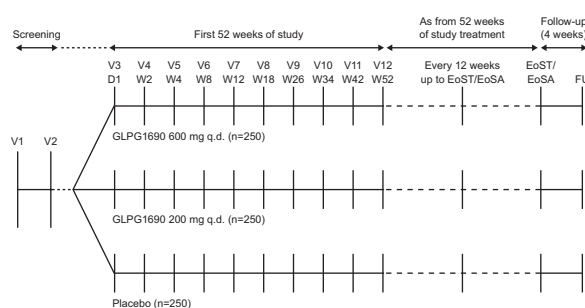 Screening
First 52 weeks of study
As from 52 weeks
of study treatment
Follow-up
(4 weeks)
V3 V4 V5 V6 V7 V8 V9 V10 V11 V12
D1 W2 W4 W8 W12 W18 W26 W34 W42 W52
Every 12 weeks
up to EoST/EoSA
EoST/
EoSA
FU
GLPG1690 600 mg q.d. (n=250)
V1 V2
GLPG1690 200 mg q.d. (n=250)
Placebo (n=250)